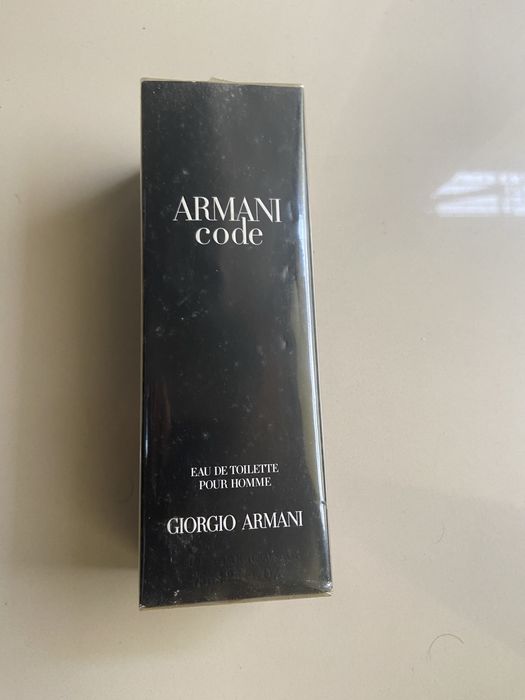 ARMANI
code
EAU DE TOILETTE
POUR HOMME
GIORGIO ARMANI